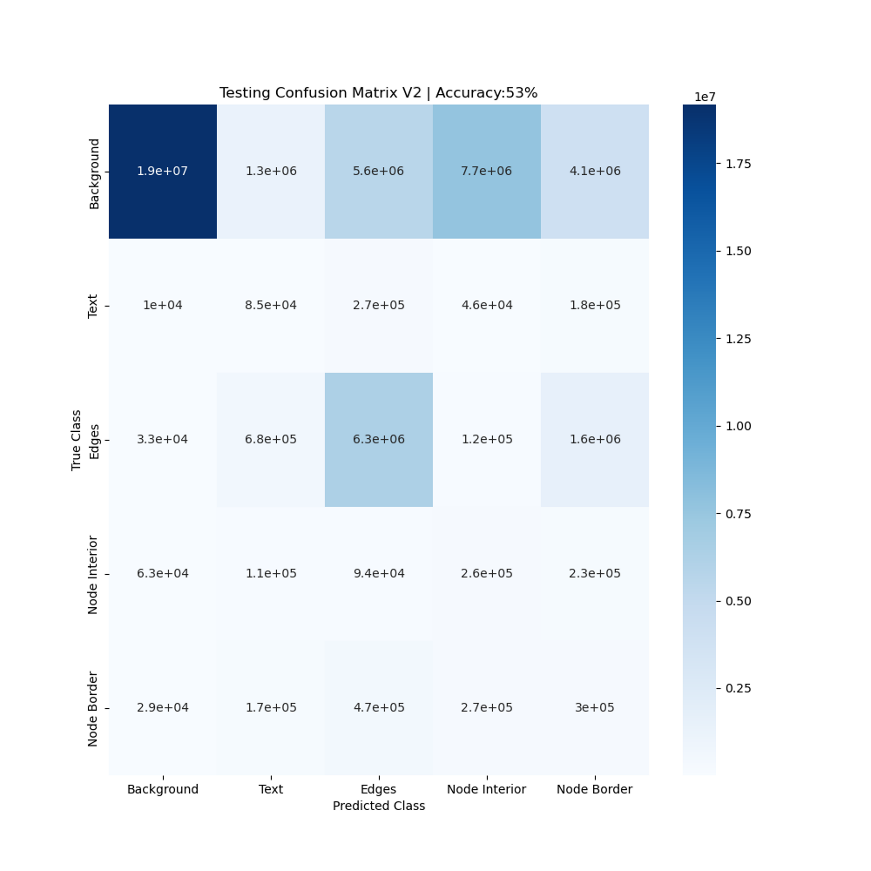 Testing Confusion Matrix V2 | Accuracy:53%
1e7
Background
1.9e+07 1.3e+06 5.6e+06 7.7e+06 4.1e+06
1.75
1.50
Text
1e+04 8.5e+04 2.7e+05 4.6e+04 1.8e+05
1.25
True Class
Edges
3.3e+04 6.8e+05 6.3e+06 1.2e+05 1.6e+06
1.00
0.75
Node Interior
6.3e+04 1.1e+05 9.4e+04 2.6e+05 2.3e+05
0.50
Node Border
2.9e+04 1.7e+05 4.7e+05 2.7e+05 3e+05
0.25
Background Text Edges Node Interior Node Border
Predicted Class